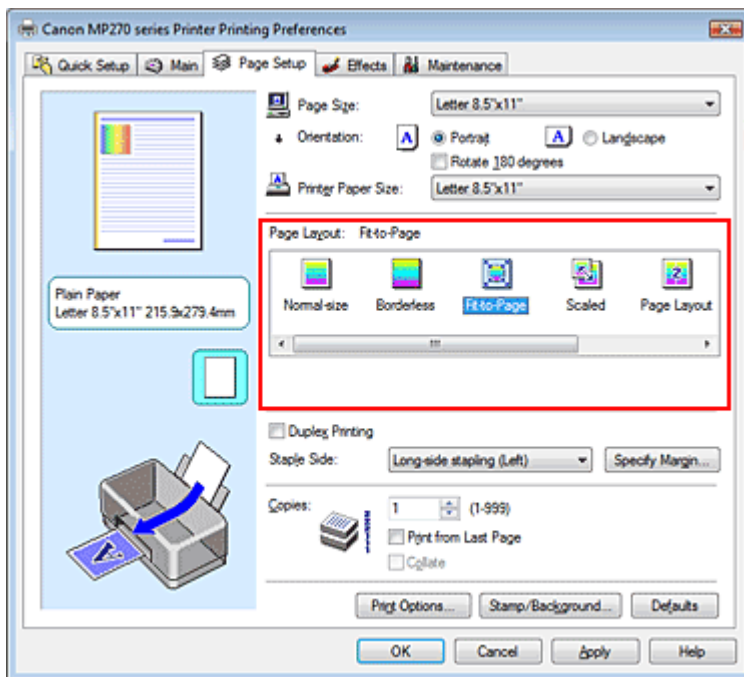 Canon MP270 series Printer Printing Preferences
Quick Setup Main Page Setup Effects Maintenance
Page Size: Letter 8.5"x11"
Orientation: A Portrait A Landscape
Rotate 180 degrees
Printer Paper Size: Letter 8.5"x11"
Page Layout: Fit-to-Page
Normal-size Borderless Fit-to-Page Scaled Page Layout
Plain Paper
Letter 8.5"x11" 215.9x279.4mm
Duplex Printing
Staple Side: Long-side stapling (Left) Specify Margin...
Copies: 1 (1-999)
Print from Last Page
Collate
Print Options... Stamp/Background... Defaults
OK Cancel Apply Help